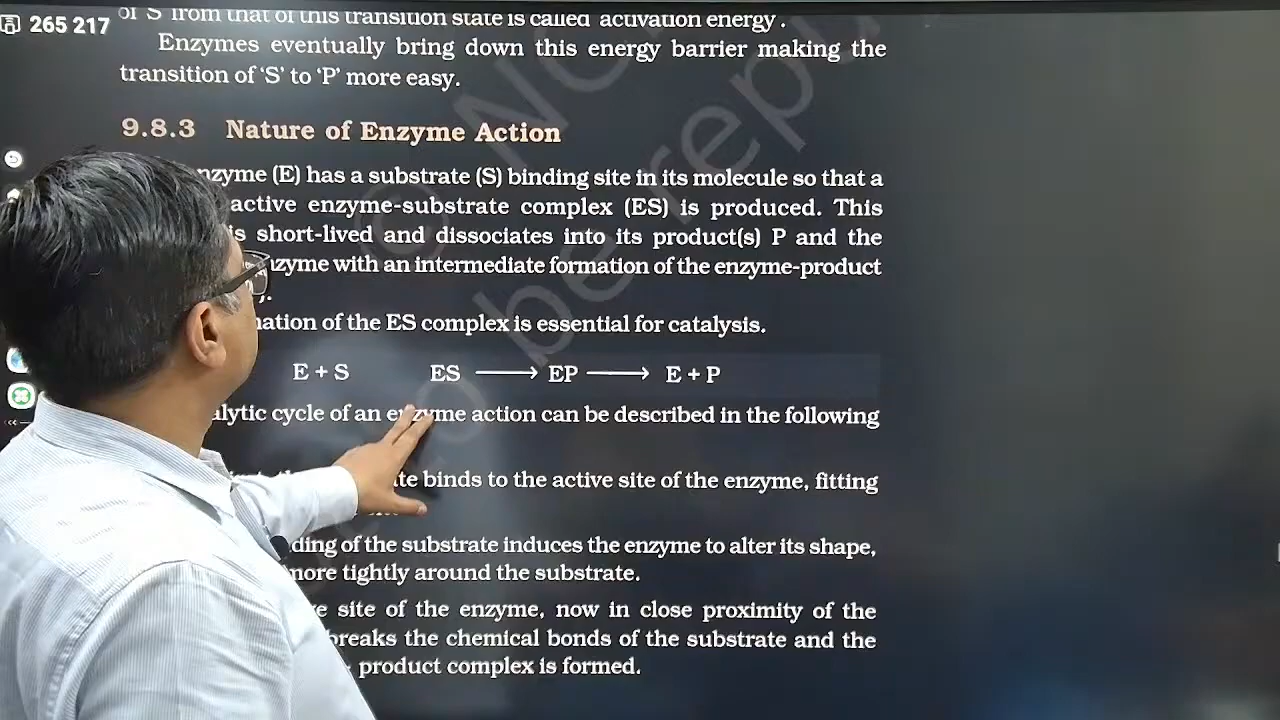 265 217
of S from that of this transition state is called 'activation energy'.
Enzymes eventually bring down this energy barrier making the
transition of 'S' to 'P' more easy.
9.8.3 Nature of Enzyme Action
(E) has a substrate (S) binding site in its molecule so that a
active enzyme-substrate complex (ES) is produced. This
is short-lived and dissociates into its product(s) P and the
with an intermediate formation of the enzyme-product
of the ES complex is essential for catalysis.
E + S ES ⟶ EP ⟶ E + P
cycle of an enzyme action can be described in the following
binds to the active site of the enzyme, fitting
of the substrate induces the enzyme to alter its shape,
tightly around the substrate.
site of the enzyme, now in close proximity of the
breaks the chemical bonds of the substrate and the
product complex is formed.
© NC
to be rep